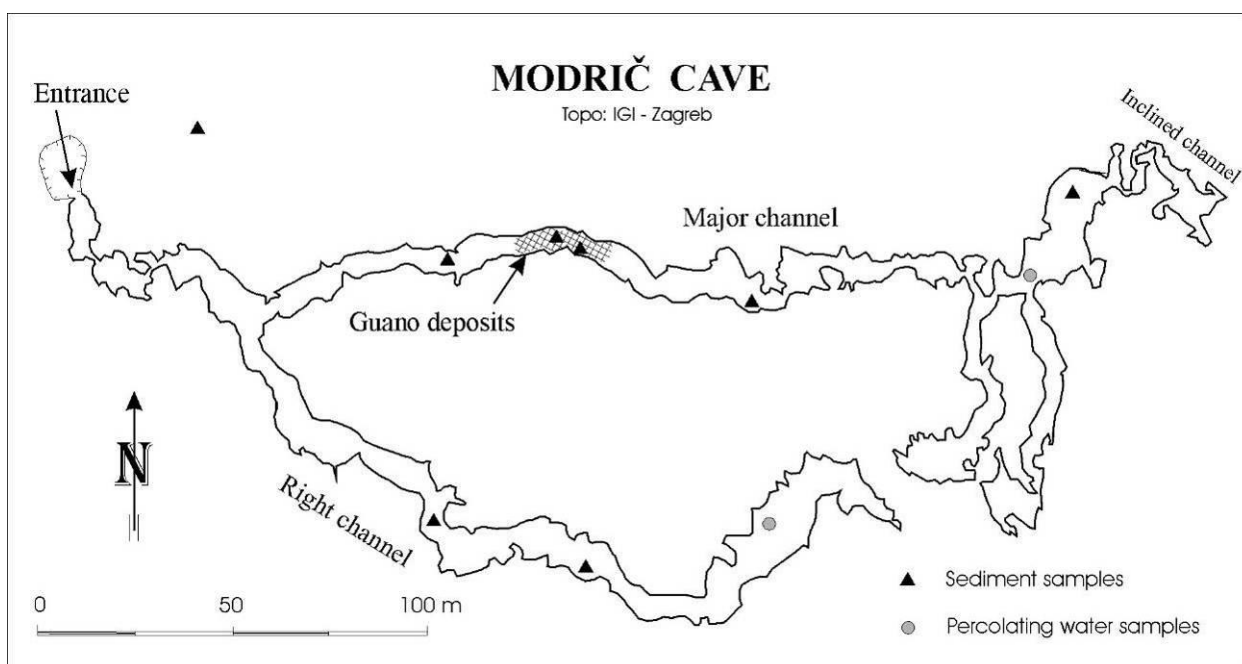 MODRIČ CAVE
Topo: IGI - Zagreb
Entrance
Inclined channel
Major channel
Guano deposits
N
Right channel
0 50 100 m
Sediment samples
Percolating water samples